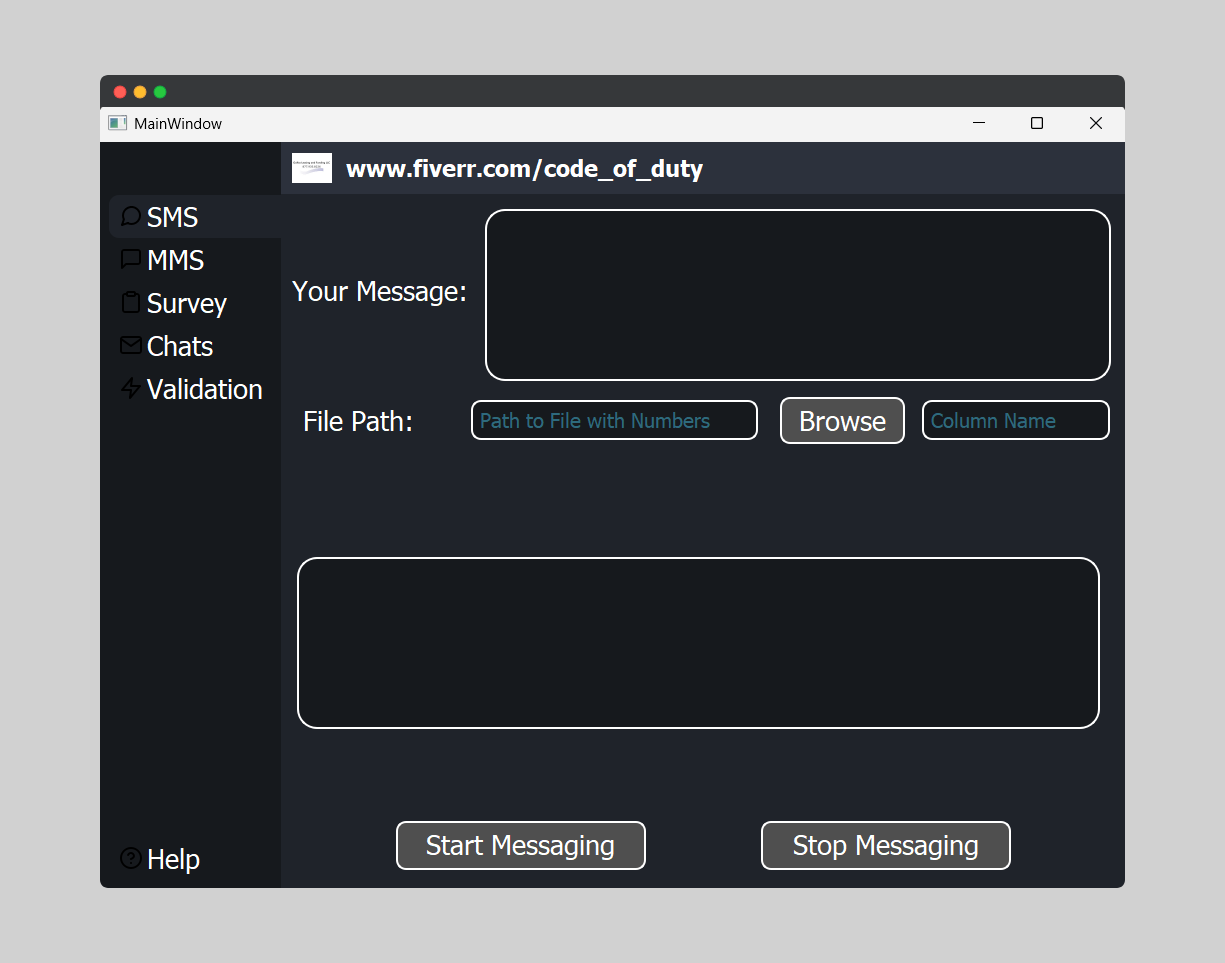 MainWindow
www.fiverr.com/code_of_duty
SMS
MMS
Survey
Chats
Validation
Help
Your Message:
File Path:
Path to File with Numbers
Browse
Column Name
Start Messaging
Stop Messaging